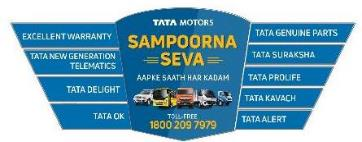 TATA MOTORS
SAMPOORNA
SEVA
AAPKE SAATH HAR KADAM
TOLL-FREE
1800 209 7979
EXCELLENT WARRANTY
TATA NEW GENERATION
TELEMATICS
TATA DELIGHT
TATA OK
TATA GENUINE PARTS
TATA SURAKSHA
TATA PROLIFE
TATA KAVACH
TATA ALERT